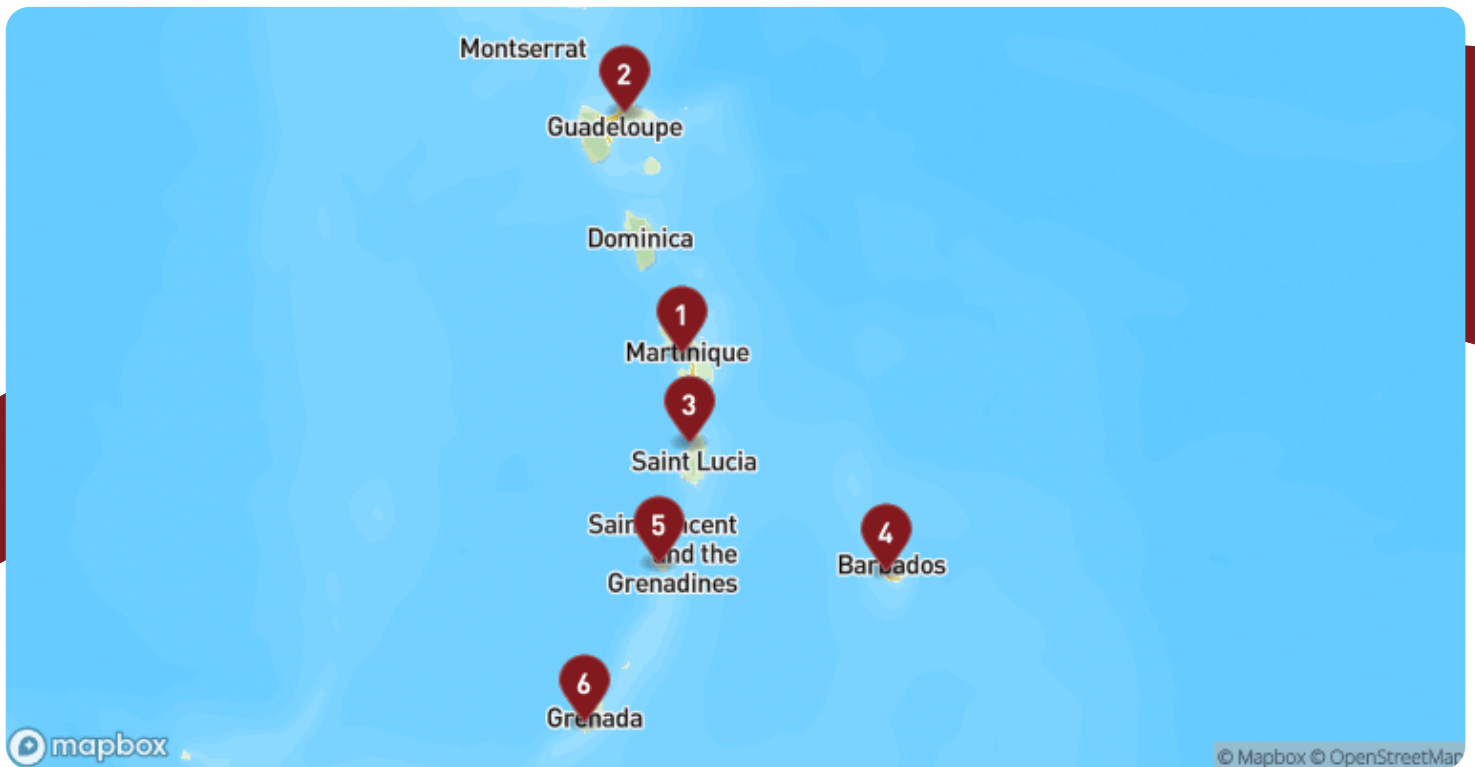 Montserrat
2
Guadeloupe
Dominica
1
Martinique
3
Saint Lucia
5
and the
Grenadines
4
Barbados
6
Grenada
mapbox
© Mapbox © OpenStreetMap